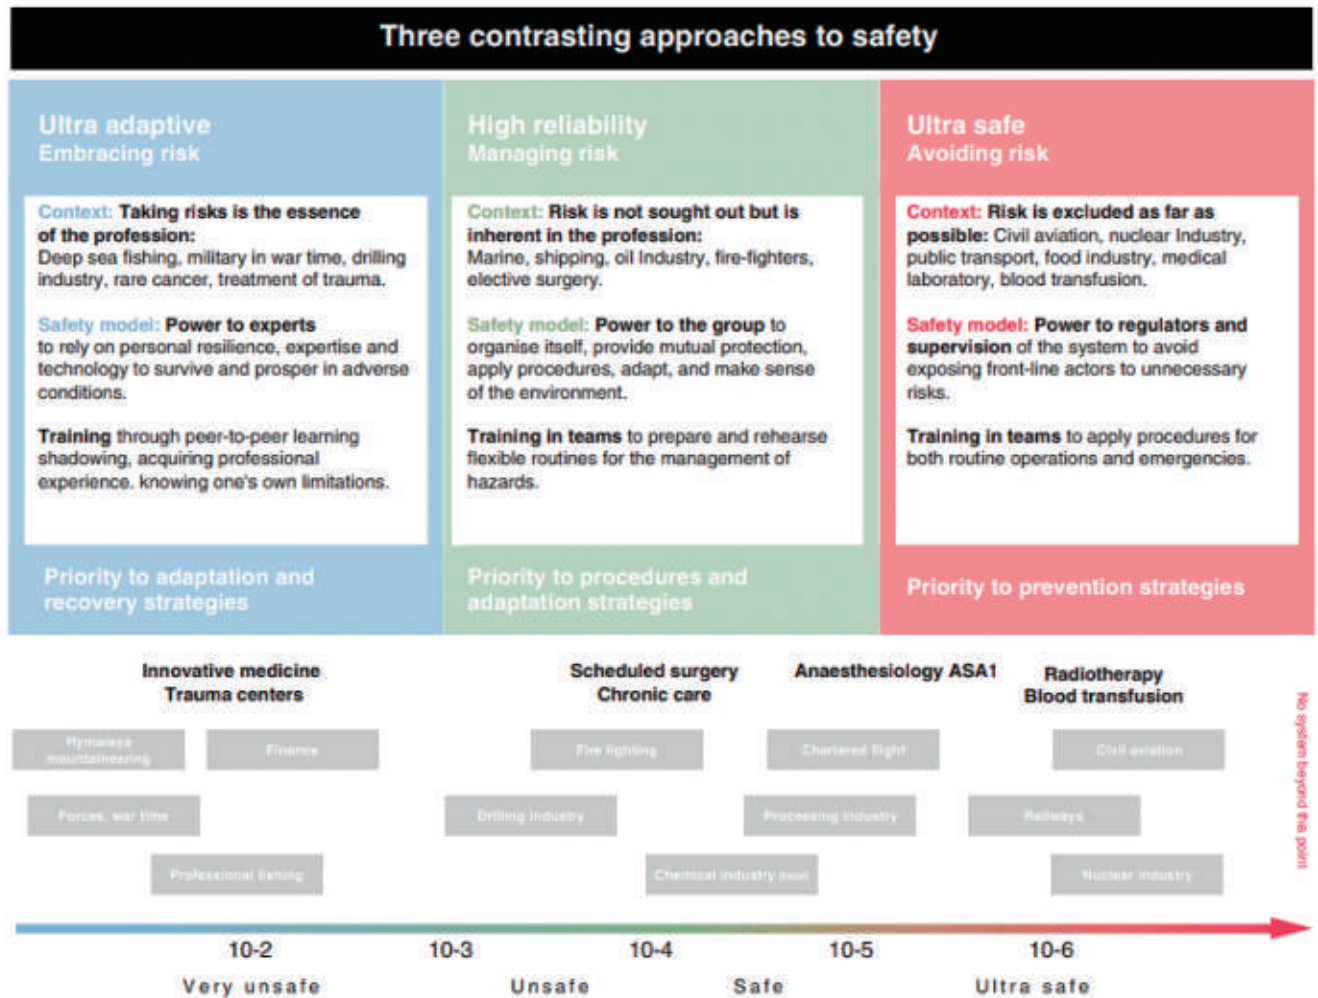 Three contrasting approaches to safety
Ultra adaptive
Embracing risk
Context: Taking risks is the essence
of the profession:
Deep sea fishing, military in war time, drilling
industry, rare cancer, treatment of trauma.
Safety model: Power to experts
to rely on personal resilience, expertise and
technology to survive and prosper in adverse
conditions.
Training through peer-to-peer learning
shadowing, acquiring professional
experience. knowing one's own limitations.
Priority to adaptation and
recovery strategies
High reliability
Managing risk
Context: Risk is not sought out but is
inherent in the profession:
Marine, shipping, oil Industry, fire-fighters,
elective surgery.
Safety model: Power to the group to
organise itself, provide mutual protection,
apply procedures, adapt, and make sense
of the environment.
Training in teams to prepare and rehearse
flexible routines for the management of
hazards.
Priority to procedures and
adaptation strategies
Ultra safe
Avoiding risk
Context: Risk is excluded as far as
possible: Civil aviation, nuclear Industry,
public transport, food industry, medical
laboratory, blood transfusion.
Safety model: Power to regulators and
supervision of the system to avoid
exposing front-line actors to unnecessary
risks.
Training in teams to apply procedures for
both routine operations and emergencies.
Priority to prevention strategies
Innovative medicine
Trauma centers
Scheduled surgery
Chronic care
Anaesthesiology ASA1
Radiotherapy
Blood transfusion
Hymalaya
mountaineering
Finance
Fire fighting
Chartered flight
Civil aviation
Forces, war time
Drilling industry
Processing industry
Railways
Professional fishing
Chemical industry
Nuclear industry
No system beyond this point
10-2
10-3
10-4
10-5
10-6
Very unsafe
Unsafe
Safe
Ultra safe